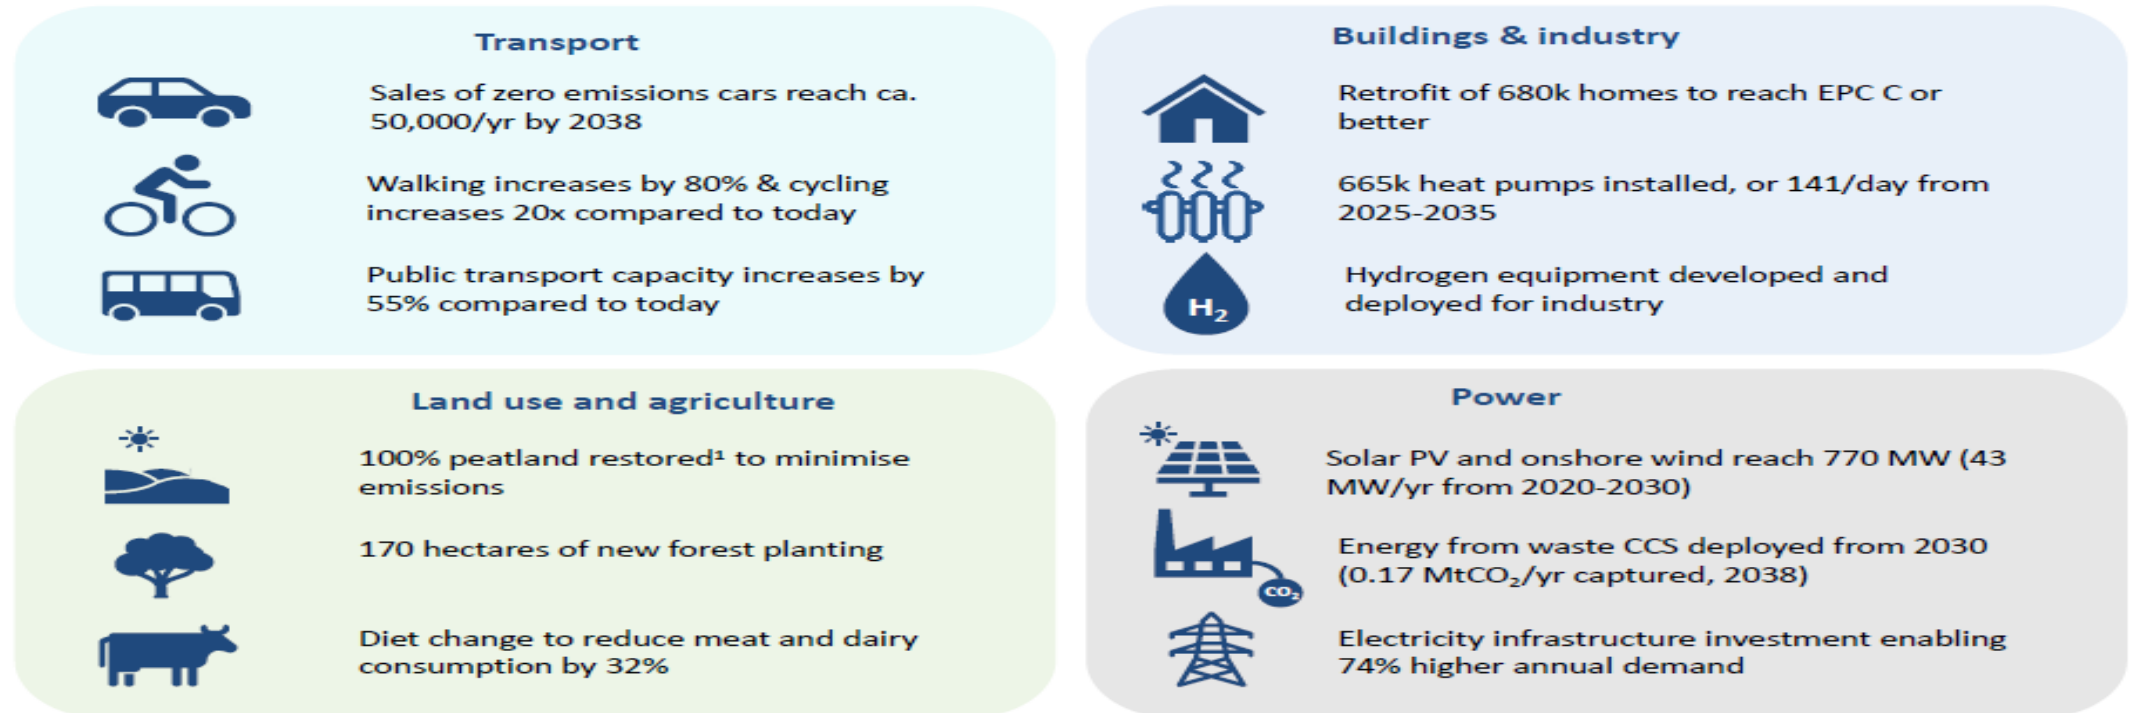 Transport
Sales of zero emissions cars reach ca.
50,000/yr by 2038
Walking increases by 80% & cycling
increases 20x compared to today
Public transport capacity increases by
55% compared to today
Buildings & industry
Retrofit of 680k homes to reach EPC C or
better
665k heat pumps installed, or 141/day from
2025-2035
Hydrogen equipment developed and
deployed for industry
H₂
Land use and agriculture
100% peatland restored¹ to minimise
emissions
170 hectares of new forest planting
Diet change to reduce meat and dairy
consumption by 32%
Power
Solar PV and onshore wind reach 770 MW (43
MW/yr from 2020-2030)
Energy from waste CCS deployed from 2030
(0.17 MtCO₂/yr captured, 2038)
CO₂
Electricity infrastructure investment enabling
74% higher annual demand